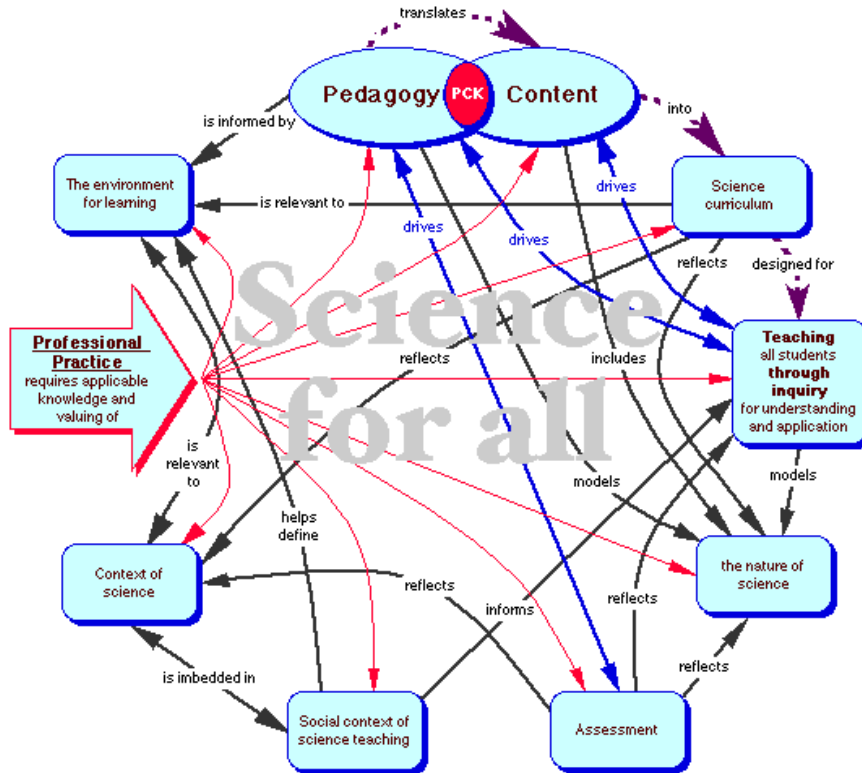 translates
Pedagogy
PCK
Content
is informed by
into
The environment
for learning
is relevant to
Science
curriculum
drives
drives
drives
reflects
designed for
Science
for all
Professional
Practice
requires applicable
knowledge and
valuing of
reflects
includes
Teaching
all students
through
inquiry
for understanding
and application
is
relevant
to
models
models
helps
define
Context of
science
reflects
informs
reflects
the nature of
science
is imbedded in
reflects
Social context of
science teaching
Assessment